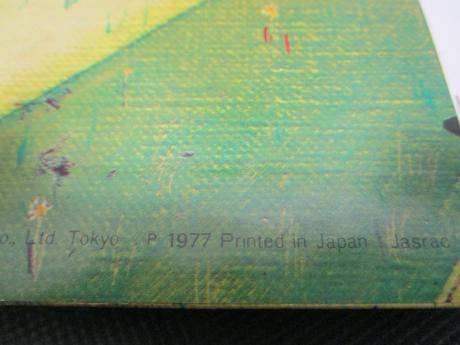 o., Ltd. Tokyo ℗ 1977 Printed in Japan Jasrac